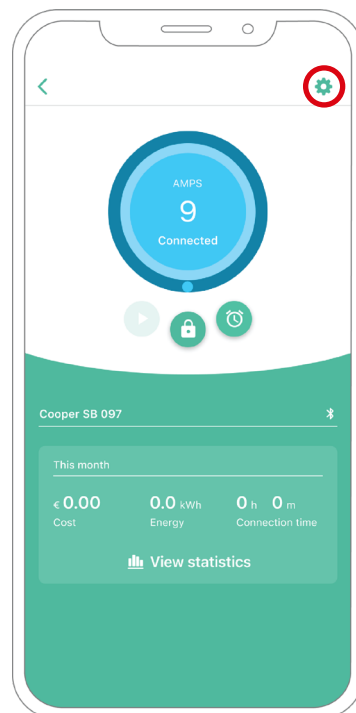 AMPS
9
Connected
Cooper SB 097
This month
€ 0.00 0.0 kWh 0 h 0 m
Cost Energy Connection time
View statistics